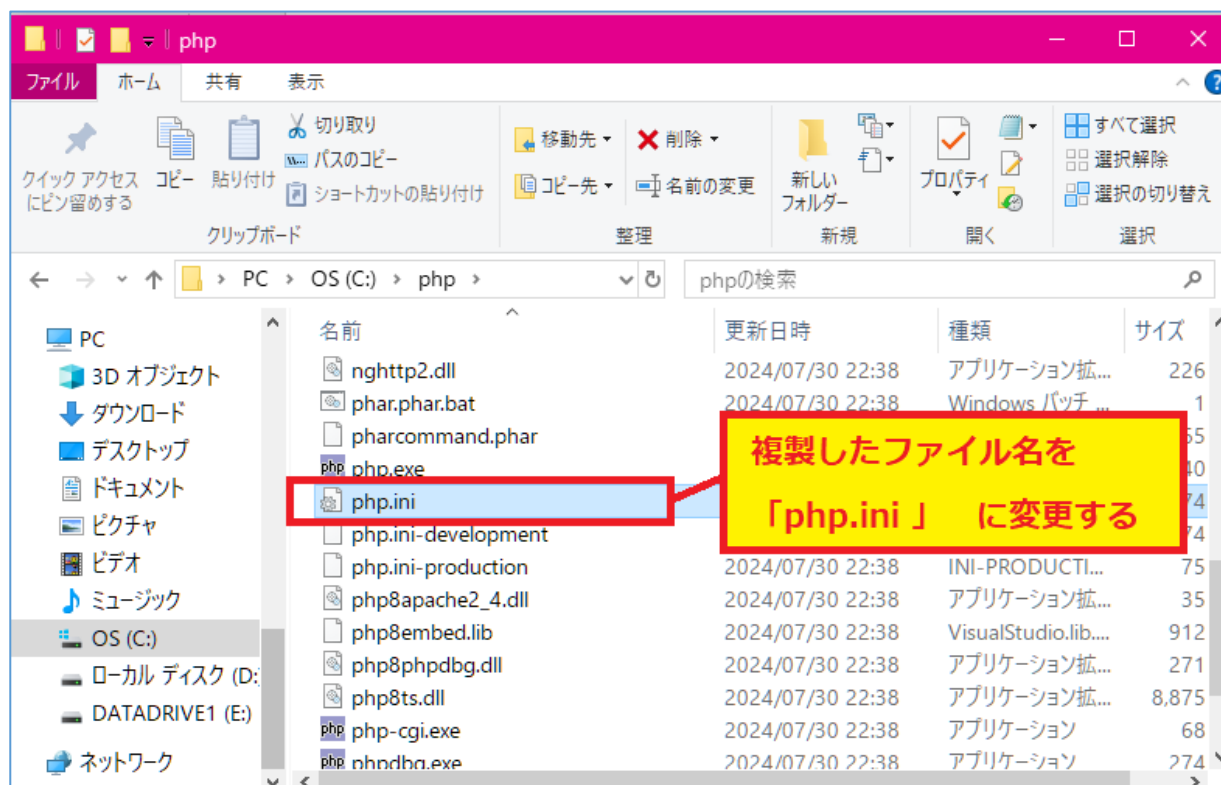 php
ファイル ホーム 共有 表示
クイック アクセス
にピン留めする
コピー
貼り付け
切り取り
パスのコピー
ショートカットの貼り付け
クリップボード
移動先
コピー先
削除
名前の変更
整理
新しい
フォルダー
新規
プロパティ
開く
すべて選択
選択解除
選択の切り替え
選択
PC > OS (C:) > php >
phpの検索
PC
3D オブジェクト
ダウンロード
デスクトップ
ドキュメント
ピクチャ
ビデオ
ミュージック
OS (C:)
ローカル ディスク (D:
DATADRIVE1 (E:)
ネットワーク
名前 更新日時 種類 サイズ
nghttp2.dll 2024/07/30 22:38 アプリケーション拡... 226
phar.phar.bat 2024/07/30 22:38 Windows バッチ ... 1
pharcommand.phar
php.exe
php.ini
php.ini-development
php.ini-production 2024/07/30 22:38 INI-PRODUCTI... 75
php8apache2_4.dll 2024/07/30 22:38 アプリケーション拡... 35
php8embed.lib 2024/07/30 22:38 VisualStudio.lib.... 912
php8phpdbg.dll 2024/07/30 22:38 アプリケーション拡... 271
php8ts.dll 2024/07/30 22:38 アプリケーション拡... 8,875
php-cgi.exe 2024/07/30 22:38 アプリケーション 68
phpdbg.exe 2024/07/30 22:38 アプリケーション 274
複製したファイル名を
「php.ini 」 に変更する